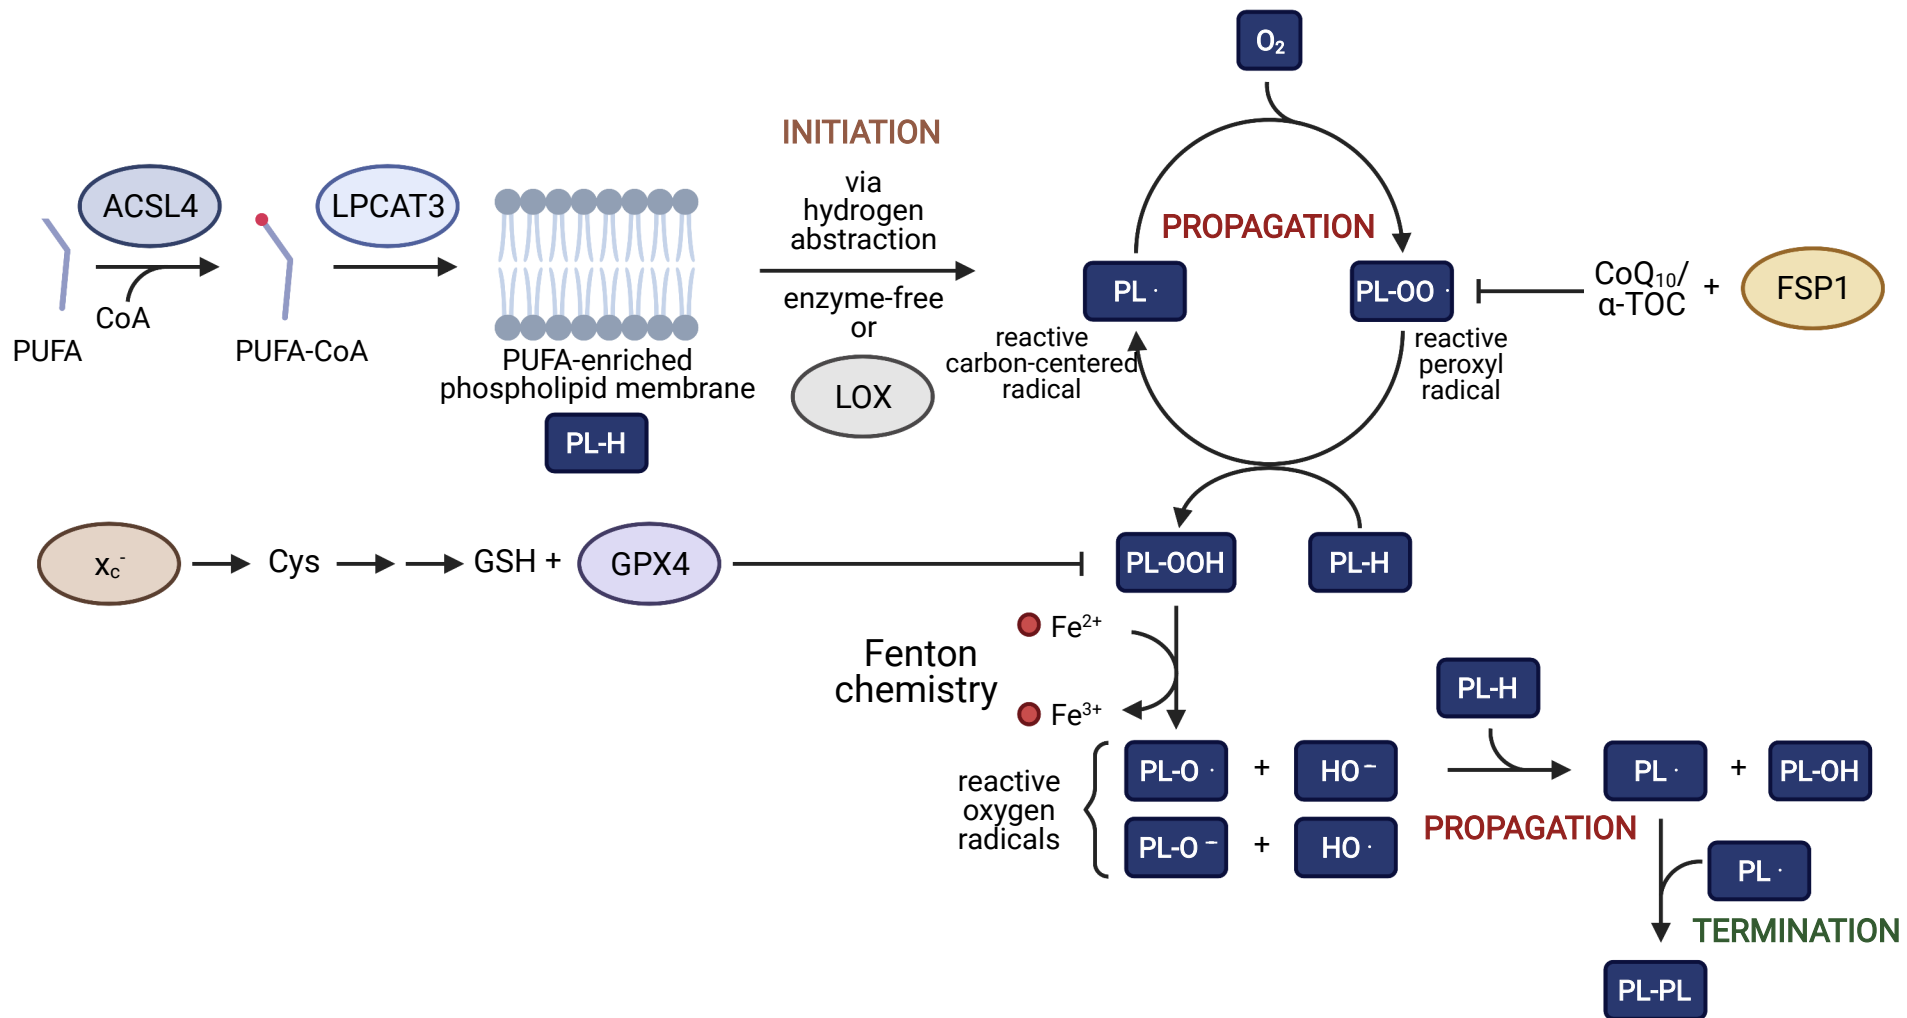 O₂
INITIATION
ACSL4
LPCAT3
via
hydrogen
abstraction
PROPAGATION
CoA
PUFA
PUFA-CoA
PUFA-enriched
phospholipid membrane
PL-H
enzyme-free
or
LOX
PL ·
reactive
carbon-centered
radical
PL-OO ·
reactive
peroxyl
radical
CoQ₁₀/
α-TOC
+
FSP1
x꜀⁻
Cys
GSH +
GPX4
PL-OOH
PL-H
Fe²⁺
Fenton
chemistry
Fe³⁺
reactive
oxygen
radicals
PL-O · + HO⁻
PL-O⁻ + HO ·
PL-H
PROPAGATION
PL · + PL-OH
PL ·
TERMINATION
PL-PL